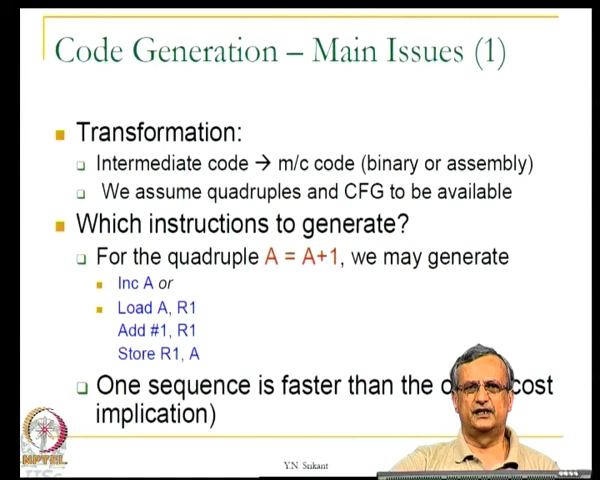 Code Generation – Main Issues (1)
Transformation:
Intermediate code → m/c code (binary or assembly)
We assume quadruples and CFG to be available
Which instructions to generate?
For the quadruple A = A+1, we may generate
Inc A or
Load A, R1
Add #1, R1
Store R1, A
One sequence is faster than the cost
implication)
NPTEL
Y.N. Srikant